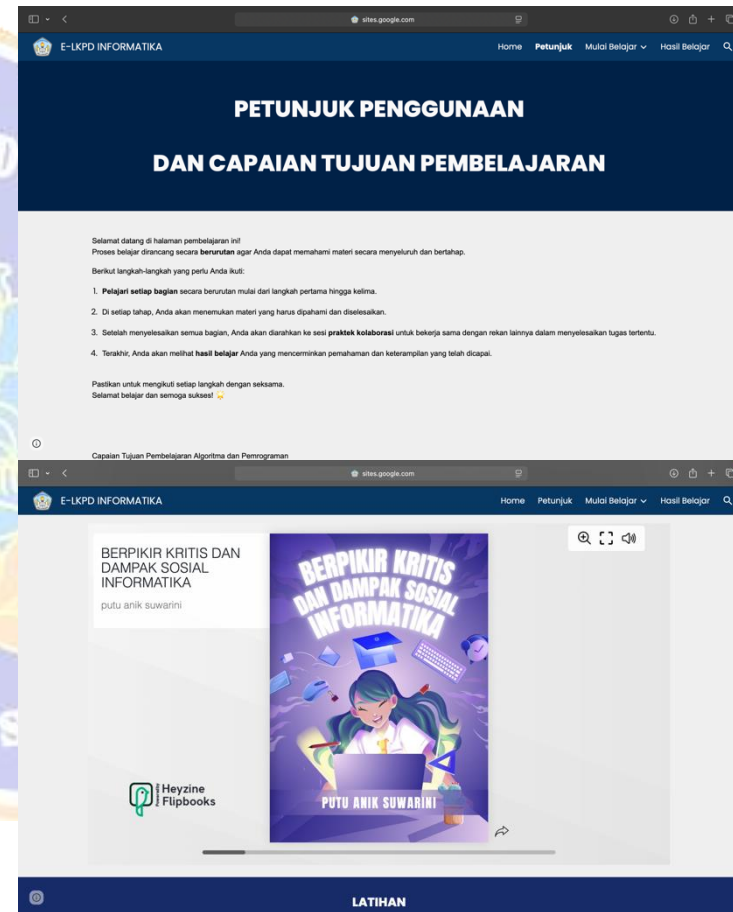 sites.google.com
E-LKPD INFORMATIKA
Home Petunjuk Mulai Belajar Hasil Belajar
PETUNJUK PENGGUNAAN
DAN CAPAIAN TUJUAN PEMBELAJARAN
Selamat datang di halaman pembelajaran ini!
Proses belajar dirancang secara berurutan agar Anda dapat memahami materi secara menyeluruh dan bertahap.
Berikut langkah-langkah yang perlu Anda ikuti:
1. Pelajari setiap bagian secara berurutan mulai dari langkah pertama hingga kelima.
2. Di setiap tahap, Anda akan menemukan materi yang harus dipahami dan diselesaikan.
3. Setelah menyelesaikan semua bagian, Anda akan diarahkan ke sesi praktek kolaborasi untuk bekerja sama dengan rekan lainnya dalam menyelesaikan tugas tertentu.
4. Terakhir, Anda akan melihat hasil belajar Anda yang mencerminkan pemahaman dan keterampilan yang telah dicapai.
Pastikan untuk mengikuti setiap langkah dengan seksama.
Selamat belajar dan semoga sukses!
Capaian Tujuan Pembelajaran Algoritma dan Pemrograman
sites.google.com
E-LKPD INFORMATIKA
Home Petunjuk Mulai Belajar Hasil Belajar
BERPIKIR KRITIS DAN
DAMPAK SOSIAL
INFORMATIKA
putu anik suwarini
BERPIKIR KRITIS
DAN DAMPAK SOSIAL
INFORMATIKA
PUTU ANIK SUWARINI
Heyzine
Flipbooks
LATIHAN